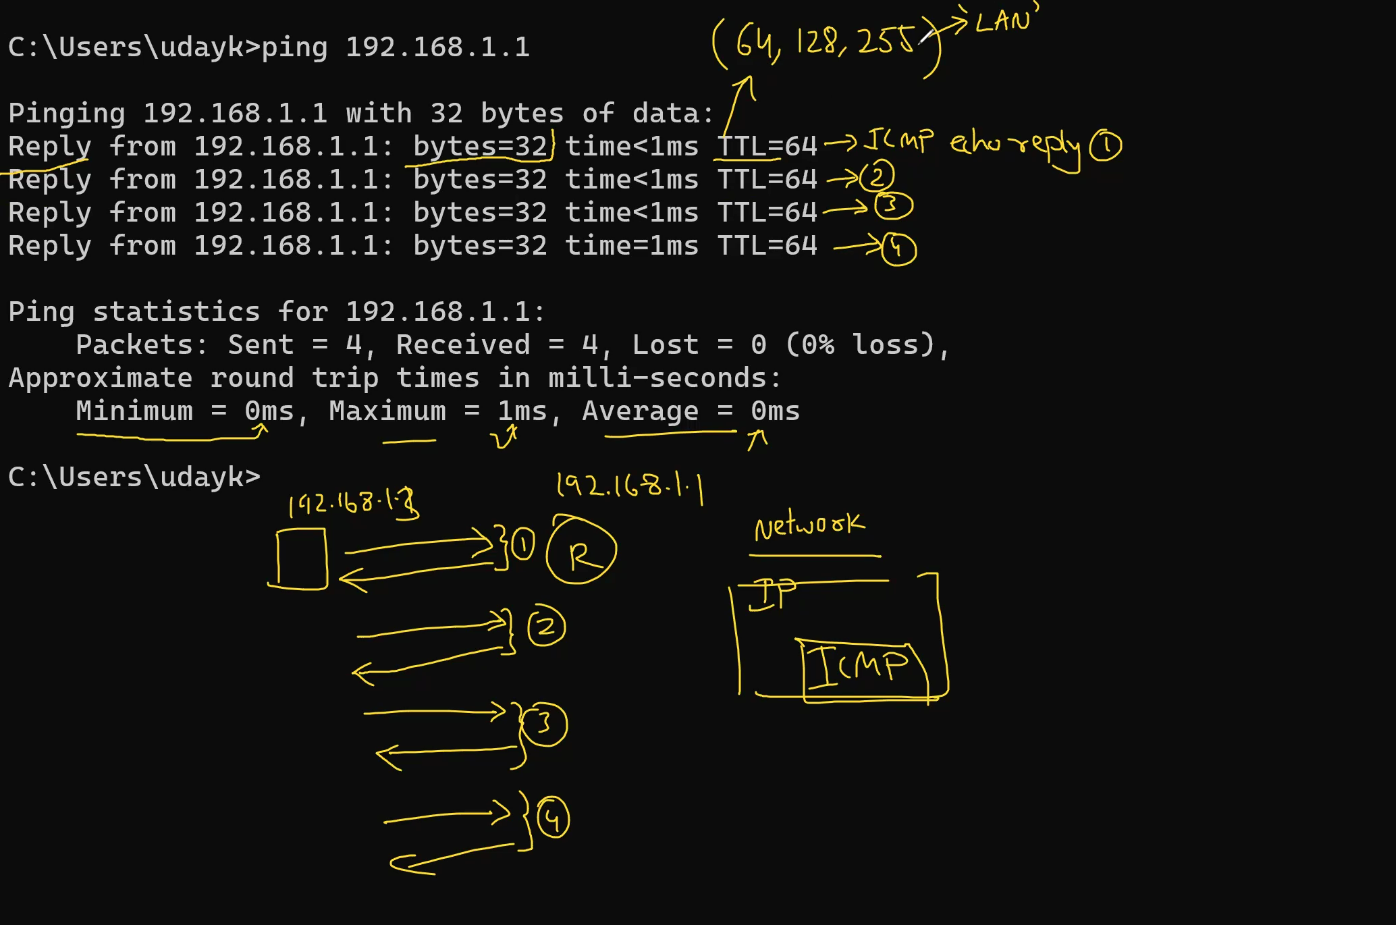 (64, 128, 255) → 'LAN'
C:\Users\udayk>ping 192.168.1.1
Pinging 192.168.1.1 with 32 bytes of data:
Reply from 192.168.1.1: bytes=32 time<1ms TTL=64 → ICMP echo reply ①
Reply from 192.168.1.1: bytes=32 time<1ms TTL=64 → ②
Reply from 192.168.1.1: bytes=32 time<1ms TTL=64 → ③
Reply from 192.168.1.1: bytes=32 time=1ms TTL=64 → ④
Ping statistics for 192.168.1.1:
Packets: Sent = 4, Received = 4, Lost = 0 (0% loss),
Approximate round trip times in milli-seconds:
Minimum = 0ms, Maximum = 1ms, Average = 0ms
C:\Users\udayk>
192.168.1.1
Network
① R
IP
②
ICMP
③
④